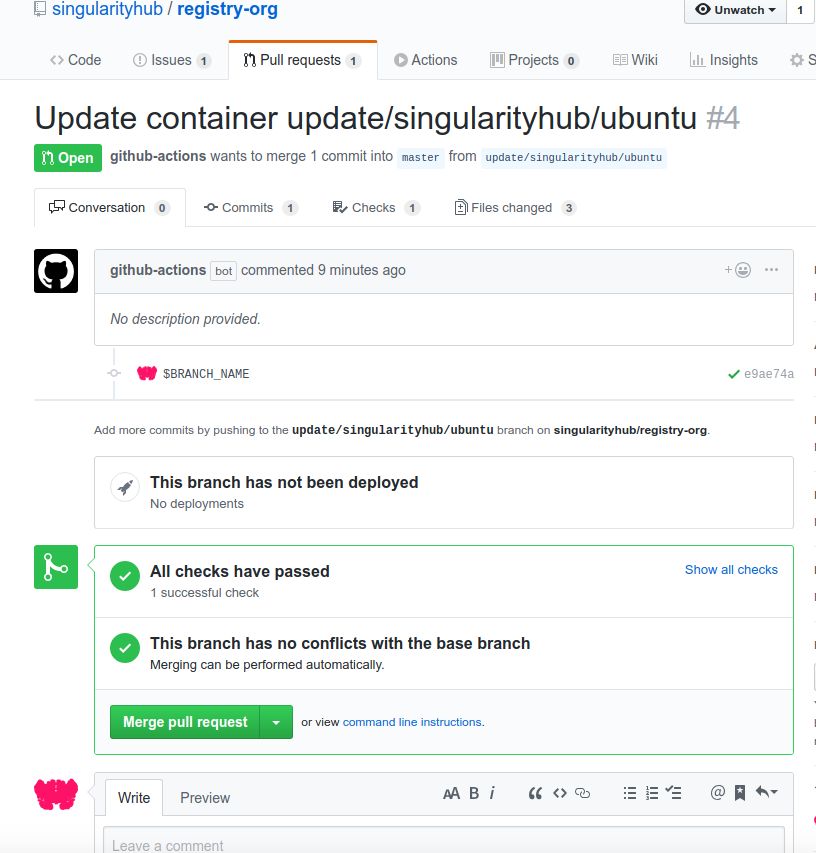 singularityhub / registry-org
Unwatch 1
Code Issues 1 Pull requests 1 Actions Projects 0 Wiki Insights
Update container update/singularityhub/ubuntu #4
Open github-actions wants to merge 1 commit into master from update/singularityhub/ubuntu
Conversation 0 Commits 1 Checks 1 Files changed 3
github-actions bot commented 9 minutes ago
No description provided.
$BRANCH_NAME e9ae74a
Add more commits by pushing to the update/singularityhub/ubuntu branch on singularityhub/registry-org.
This branch has not been deployed
No deployments
All checks have passed Show all checks
1 successful check
This branch has no conflicts with the base branch
Merging can be performed automatically.
Merge pull request or view command line instructions.
Write Preview AA B i
Leave a comment